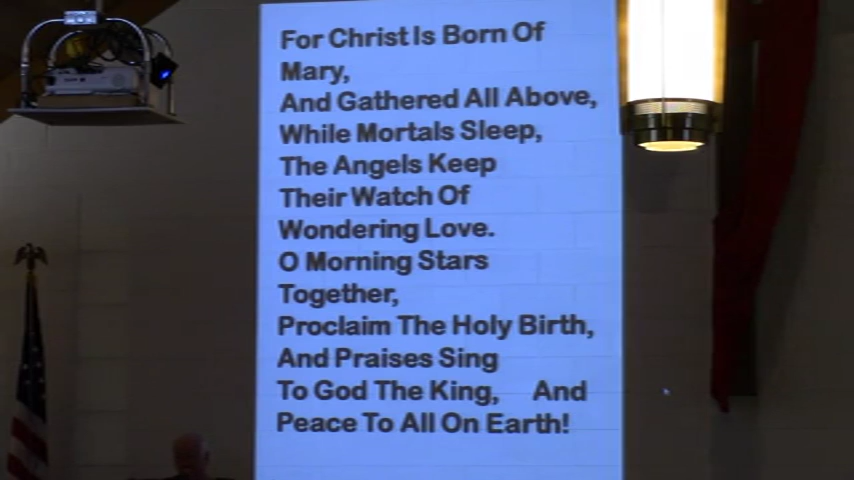 For Christ Is Born Of
Mary,
And Gathered All Above,
While Mortals Sleep,
The Angels Keep
Their Watch Of
Wondering Love.
O Morning Stars
Together,
Proclaim The Holy Birth,
And Praises Sing
To God The King, And
Peace To All On Earth!